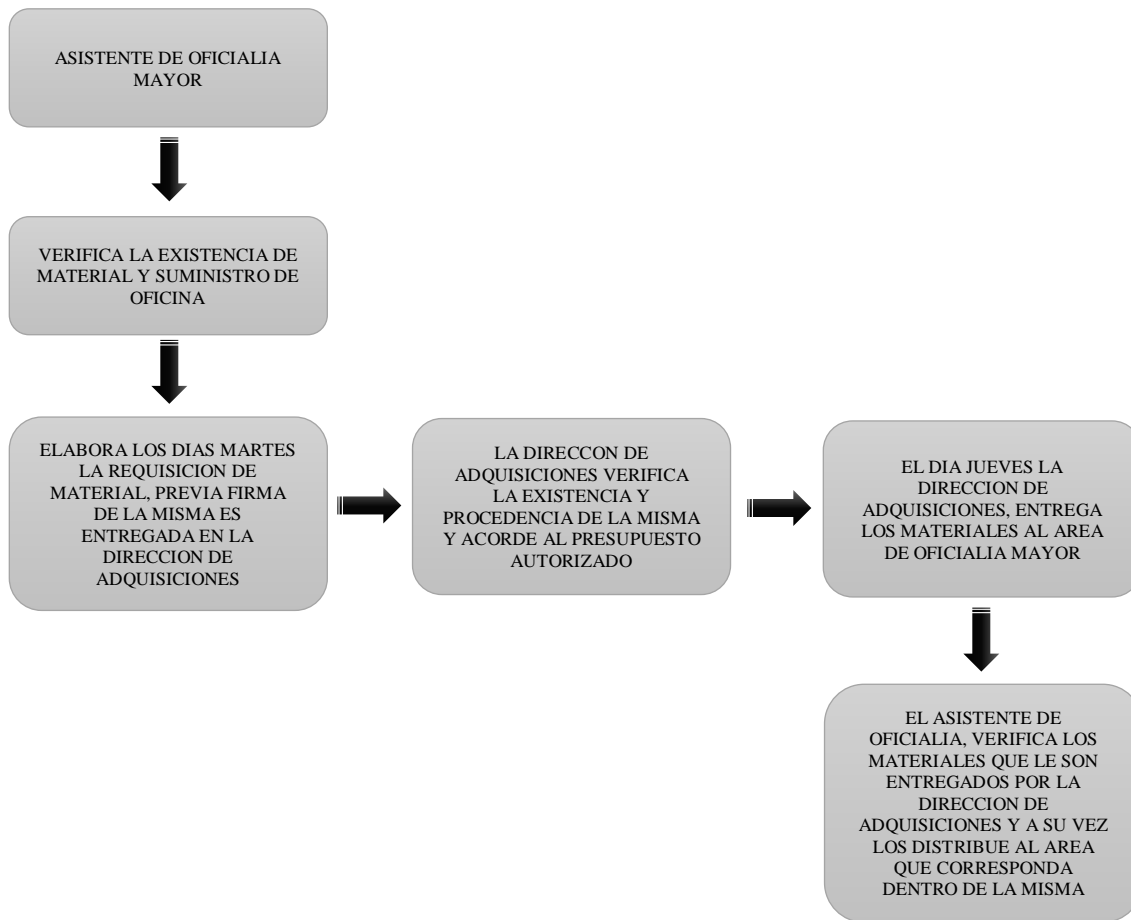 ASISTENTE DE OFICIALIA
MAYOR
VERIFICA LA EXISTENCIA DE
MATERIAL Y SUMINISTRO DE
OFICINA
ELABORA LOS DIAS MARTES
LA REQUISICION DE
MATERIAL, PREVIA FIRMA
DE LA MISMA ES
ENTREGADA EN LA
DIRECCION DE
ADQUISICIONES
LA DIRECCON DE
ADQUISICIONES VERIFICA
LA EXISTENCIA Y
PROCEDENCIA DE LA MISMA
Y ACORDE AL PRESUPUESTO
AUTORIZADO
EL DIA JUEVES LA
DIRECCION DE
ADQUISICIONES, ENTREGA
LOS MATERIALES AL AREA
DE OFICIALIA MAYOR
EL ASISTENTE DE
OFICIALIA, VERIFICA LOS
MATERIALES QUE LE SON
ENTREGADOS POR LA
DIRECCION DE
ADQUISICIONES Y A SU VEZ
LOS DISTRIBUE AL AREA
QUE CORRESPONDA
DENTRO DE LA MISMA